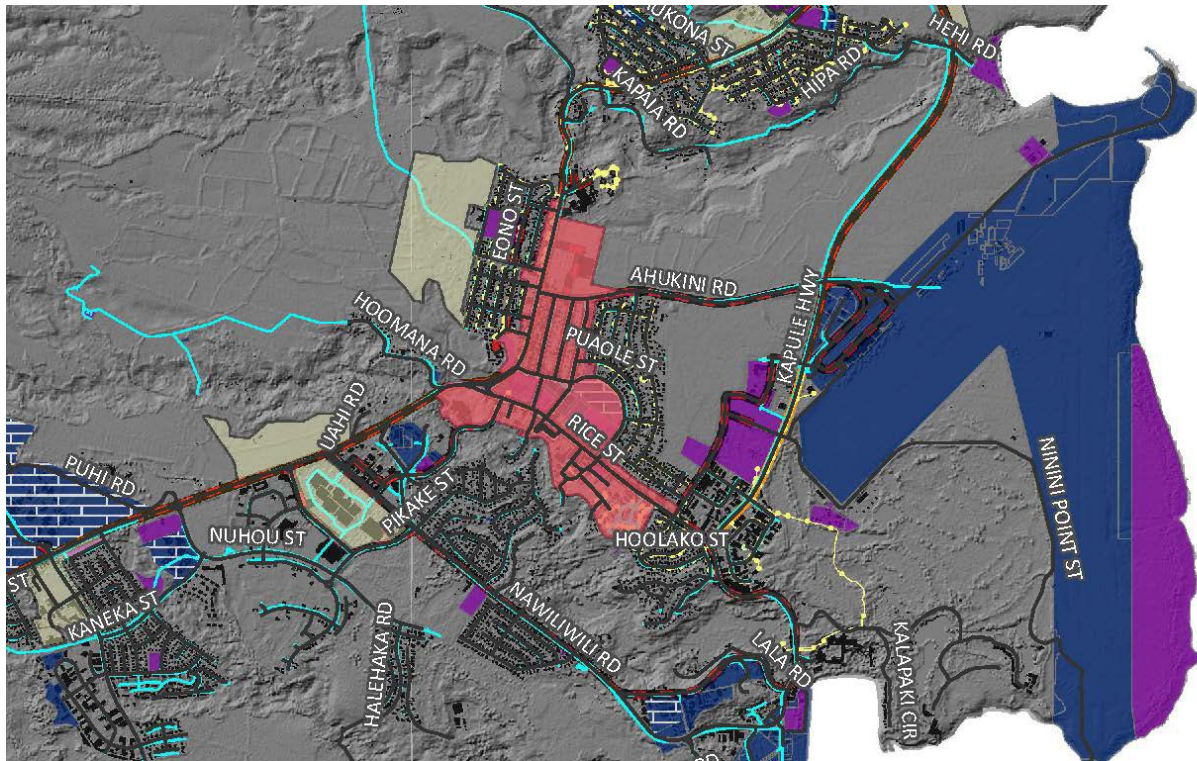 HEHI RD
KAPAIA RD
HIPA RD
EONO ST
AHUKINI RD
KAPULE HWY
HOOMANA RD
PUAOLE ST
UAHI RD
RICE ST
PUHI RD
PIKAKE ST
NININI POINT ST
NUHOU ST
HOOLAKO ST
ST
KANEKA ST
HALEHAKA RD
NAWILIWILI RD
LALA RD
KALAPAKI CIR
RD